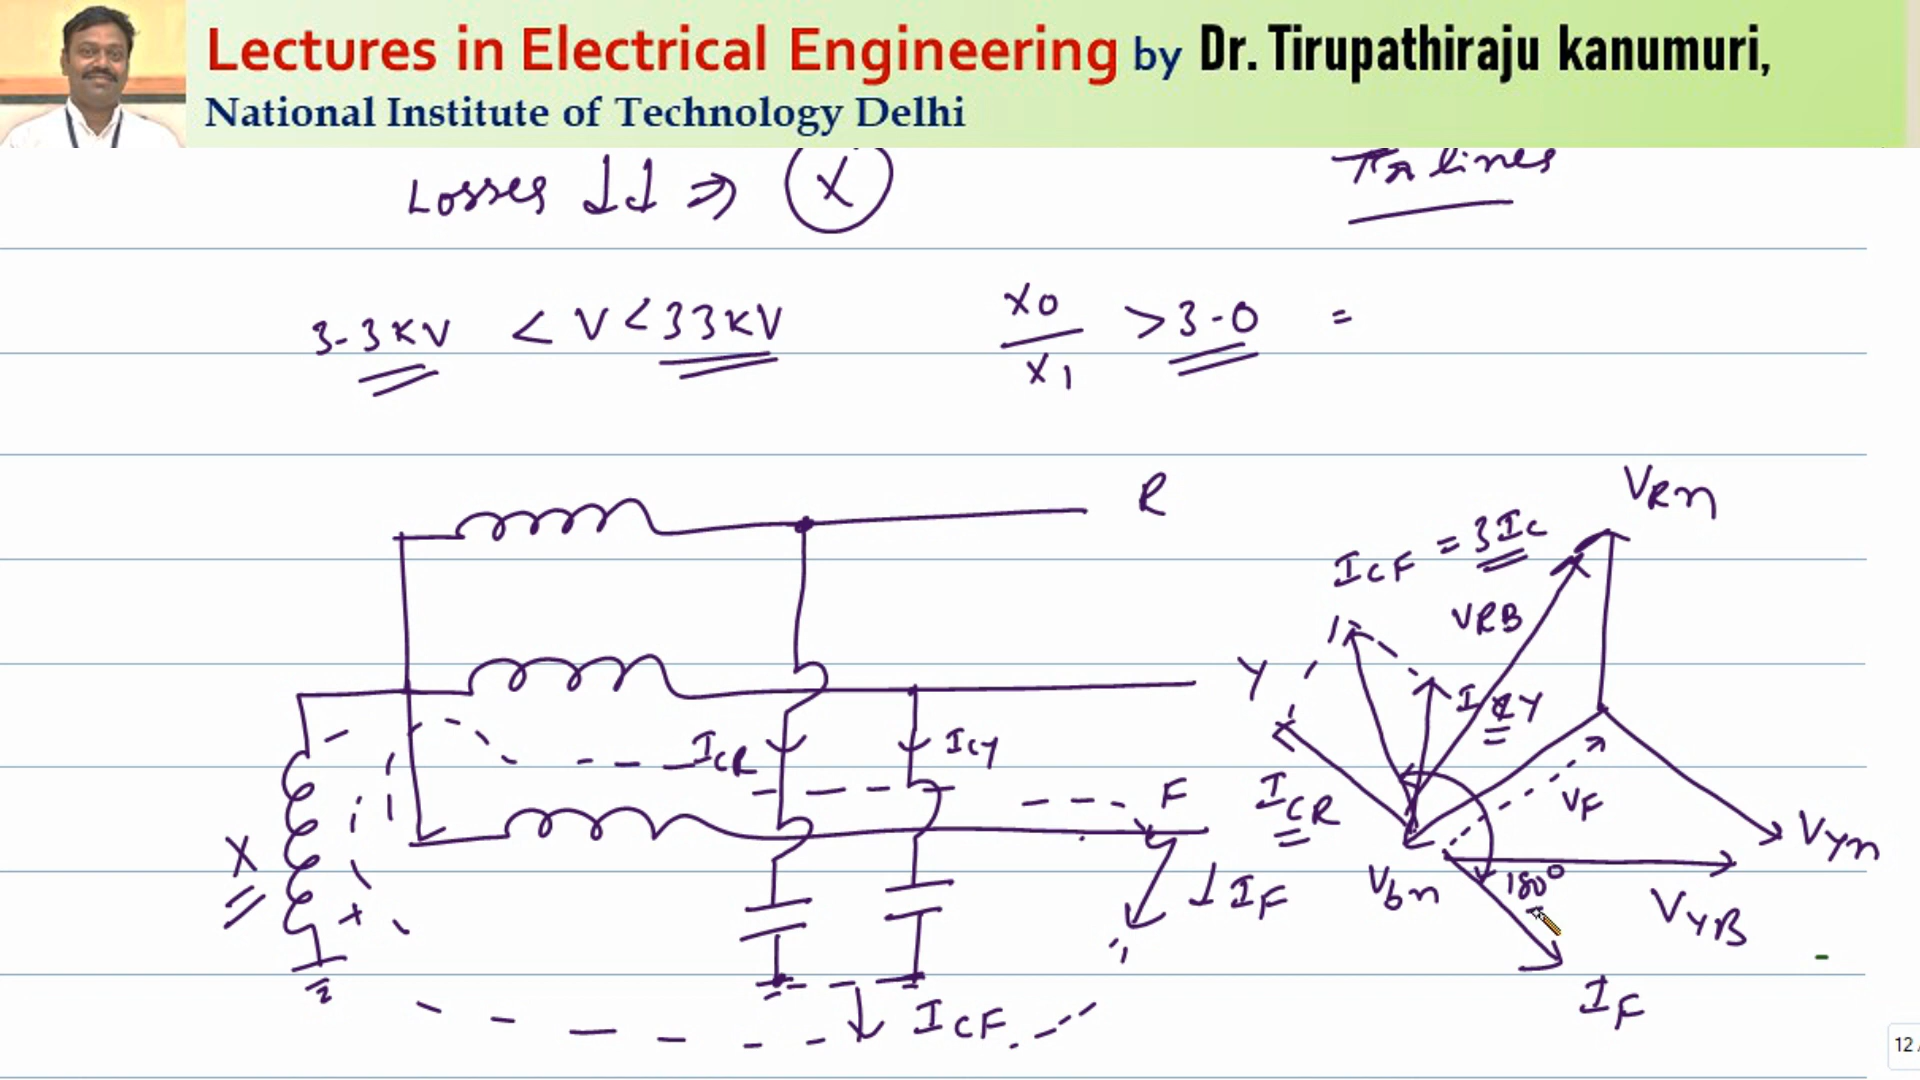 Lectures in Electrical Engineering by Dr. Tirupathiraju kanumuri,
National Institute of Technology Delhi
Losses ↓↓ ⇒ X
lines
3.3KV < V < 33KV
X0 / X1 > 3.0 =
R
VRn
ICF = 3IC
VRB
Y
ICY
ICR
ICY
F
ICR
VF
VYn
X
IF
Vbn
180°
VYB
ICF
IF
12/